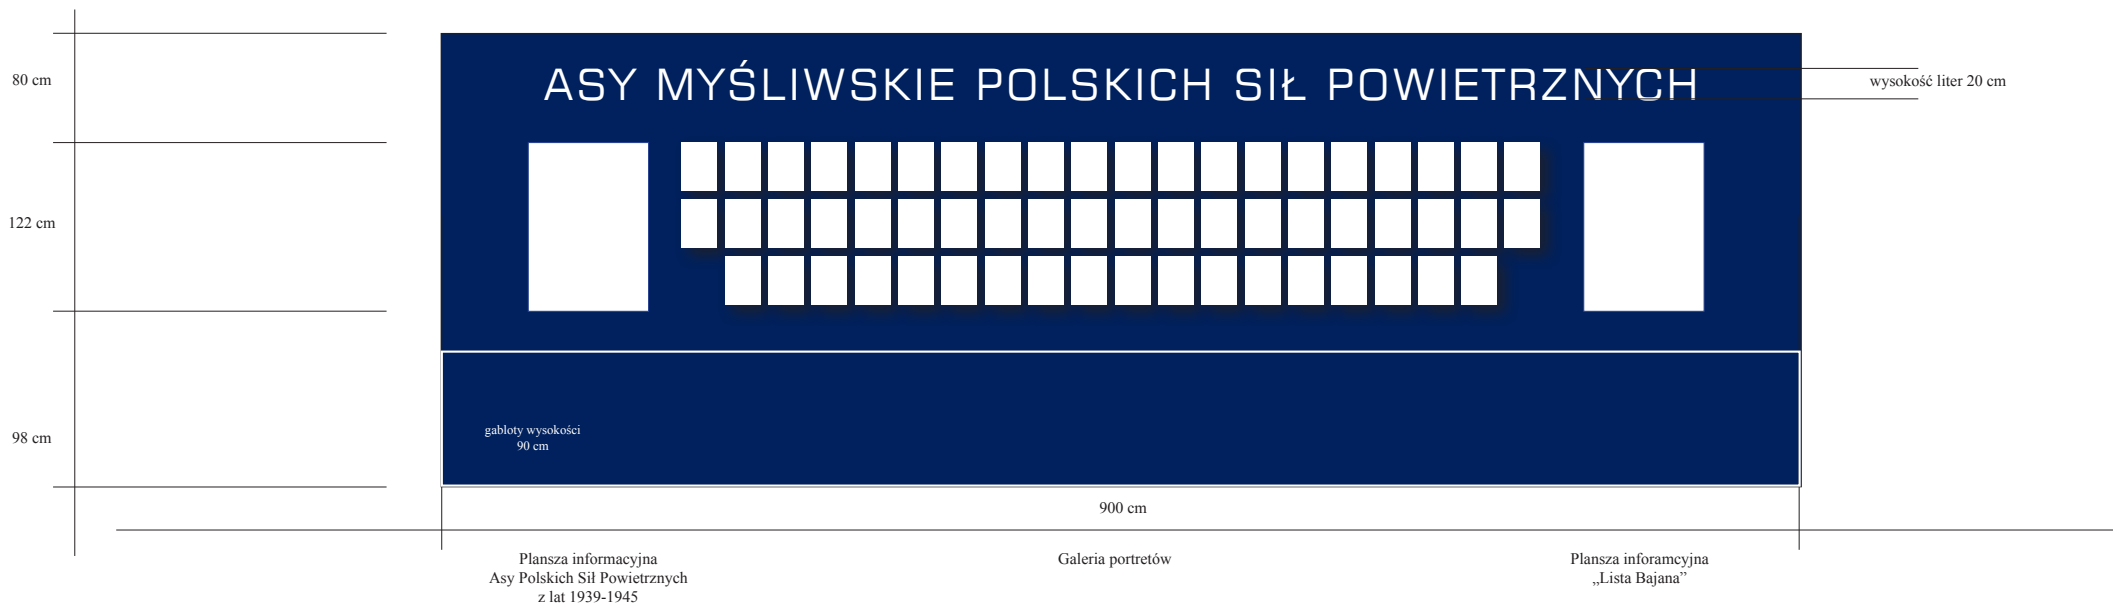 80 cm
ASY MYŚLIWSKIE POLSKICH SIŁ POWIETRZNYCH
wysokość liter 20 cm
122 cm
98 cm
gabloty wysokości
90 cm
900 cm
Plansza informacyjna
Asy Polskich Sił Powietrznych
z lat 1939-1945
Galeria portretów
Plansza inforamcyjna
„Lista Bajana”